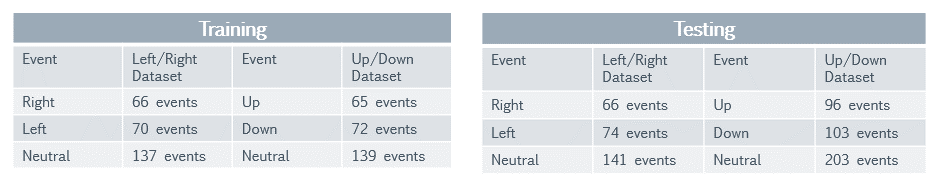 Training
Event Left/Right Dataset Event Up/Down Dataset
Right 66 events Up 65 events
Left 70 events Down 72 events
Neutral 137 events Neutral 139 events
Testing
Event Left/Right Dataset Event Up/Down Dataset
Right 66 events Up 96 events
Left 74 events Down 103 events
Neutral 141 events Neutral 203 events